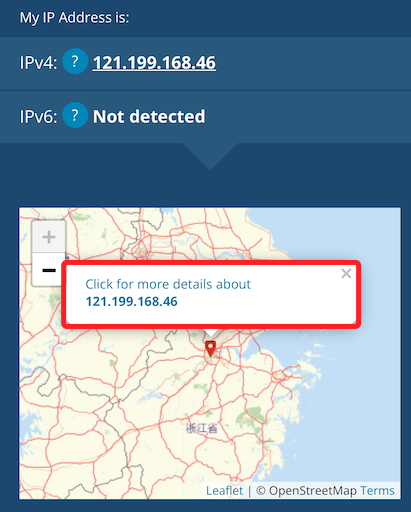 My IP Address is:
IPv4: ? 121.199.168.46
IPv6: ? Not detected
+
−
×
Click for more details about
121.199.168.46
浙江省
Leaflet | © OpenStreetMap Terms